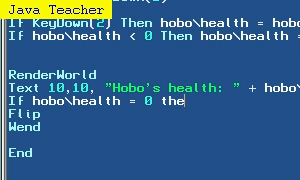 Java Teacher
If KeyDown(2) Then hobo\health = hobo
If hobo\health < 0 Then hobo\health =
RenderWorld
Text 10,10, "Hobo's health: " + hobo\
If hobo\health = 0 the
Flip
Wend
End